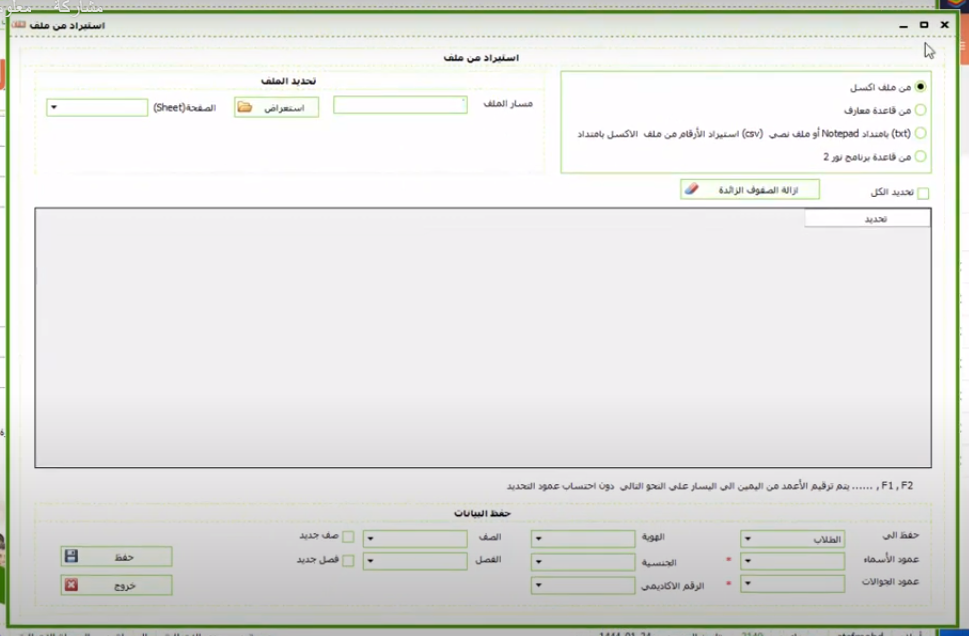 مشاركة
استيراد من ملف
استيراد من ملف
من ملف اكسل
من قاعدة معارف
استيراد الأرقام من ملف الاكسل بامتداد (csv) أو ملف نصي Notepad بامتداد (txt)
من قاعدة برنامج نور 2
تحديد الملف
مسار الملف
استعراض
الصفحة(Sheet)
تحديد الكل
ازالة الصفوف الزائدة
تحديد
يتم ترقيم الأعمد من اليمين الى اليسار على النحو التالي دون احتساب عمود التحديد ...... , F1 , F2
حفظ البيانات
حفظ الى
الطلاب
الهوية
الصف
صف جديد
عمود الأسماء
*
الجنسية
الفصل
فصل جديد
حفظ
عمود الجوالات
*
الرقم الاكاديمي
خروج